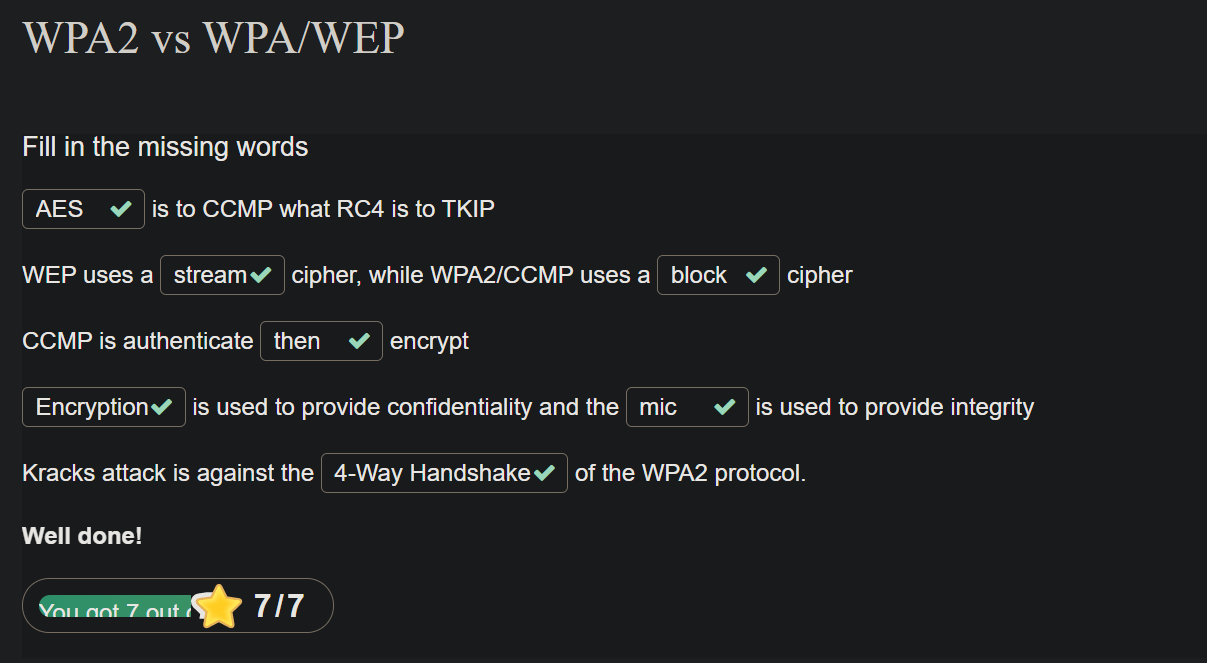 WPA2 vs WPA/WEP
Fill in the missing words
AES is to CCMP what RC4 is to TKIP
WEP uses a stream cipher, while WPA2/CCMP uses a block cipher
CCMP is authenticate then encrypt
Encryption is used to provide confidentiality and the mic is used to provide integrity
Kracks attack is against the 4-Way Handshake of the WPA2 protocol.
Well done!
You got 7 out 7/7